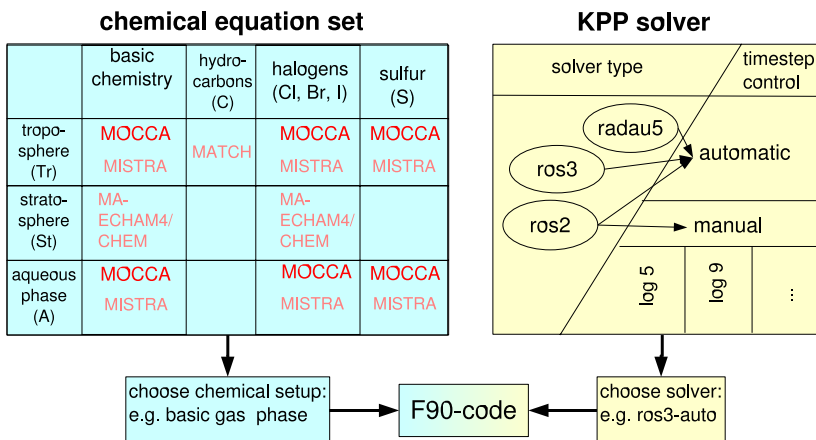 chemical equation set
basic
chemistry
hydro-
carbons
(C)
halogens
(Cl, Br, I)
sulfur
(S)
tropo-
sphere
(Tr)
MOCCA
MISTRA
MATCH
MOCCA
MISTRA
MOCCA
MISTRA
strato-
sphere
(St)
MA-
ECHAM4/
CHEM
MA-
ECHAM4/
CHEM
aqueous
phase
(A)
MOCCA
MISTRA
MOCCA
MISTRA
MOCCA
MISTRA
KPP solver
solver type
timestep
control
radau5
ros3
ros2
automatic
manual
log 5
log 9
...
choose chemical setup:
e.g. basic gas phase
F90-code
choose solver:
e.g. ros3-auto